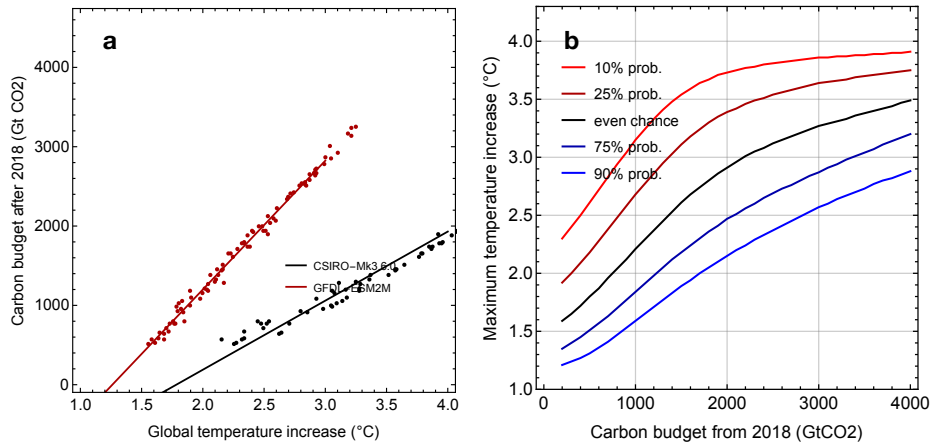 a
Carbon budget after 2018 (Gt CO2)
4000
3000
2000
1000
0
CSIRO−Mk3.6.0
GFDL−ESM2M
1.0 1.5 2.0 2.5 3.0 3.5 4.0
Global temperature increase (°C)
b
Maximum temperature increase (°C)
4.0
3.5
3.0
2.5
2.0
1.5
1.0
10% prob.
25% prob.
even chance
75% prob.
90% prob.
0 1000 2000 3000 4000
Carbon budget from 2018 (GtCO2)